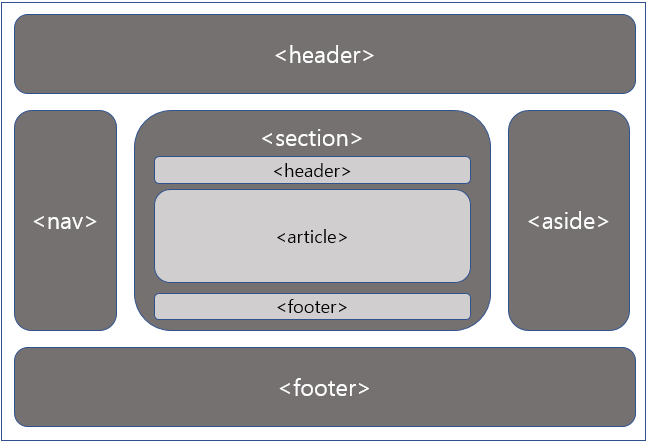 <header>
<nav>
<section>
<header>
<article>
<footer>
<aside>
<footer>